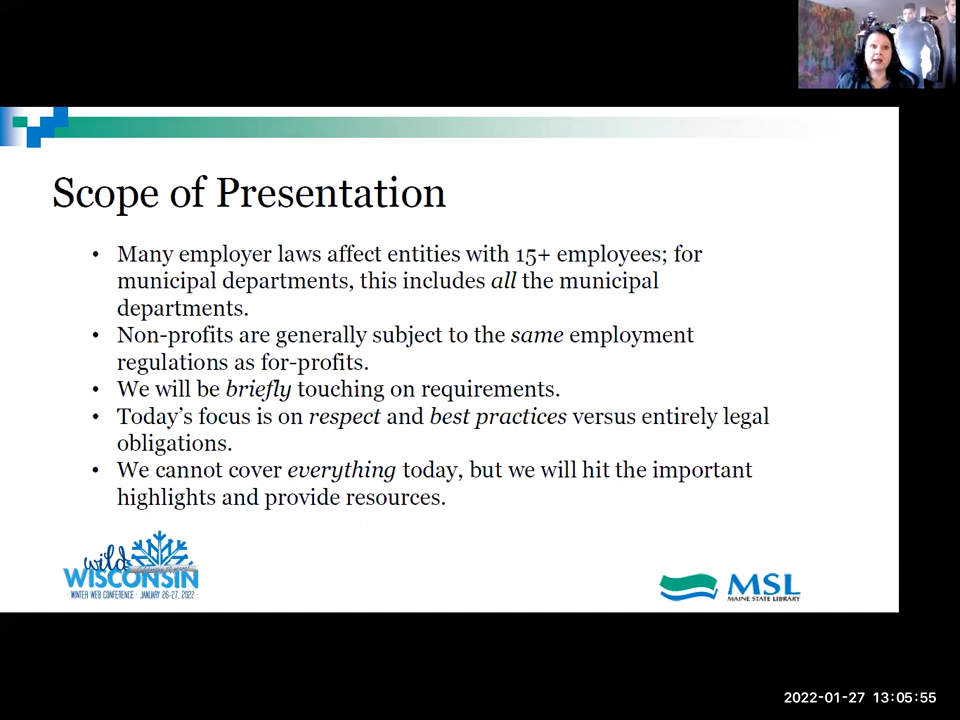 Scope of Presentation
• Many employer laws affect entities with 15+ employees; for
municipal departments, this includes all the municipal
departments.
• Non-profits are generally subject to the same employment
regulations as for-profits.
• We will be briefly touching on requirements.
• Today's focus is on respect and best practices versus entirely legal
obligations.
• We cannot cover everything today, but we will hit the important
highlights and provide resources.
wild
WISCONSIN
· WINTER WEB CONFERENCE · JANUARY 26-27, 2022 ·
MSL
MAINE STATE LIBRARY
2022-01-27 13:05:55